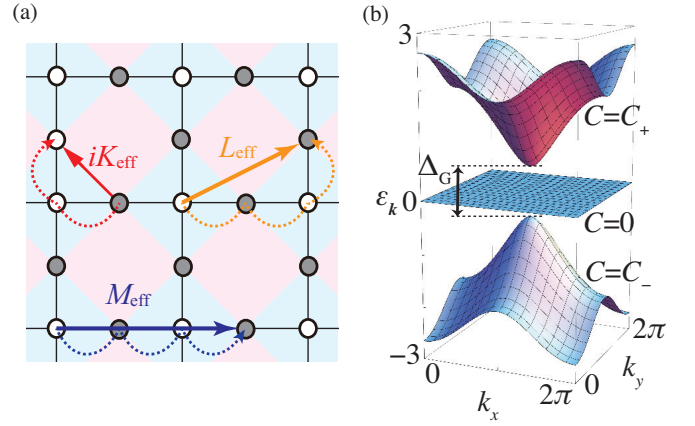 (a)
iK_eff
L_eff
M_eff
(b)
3
C=C_+
Δ_G
ε_k 0
C=0
C=C_-
-3
0
k_x
2π
0
k_y
2π